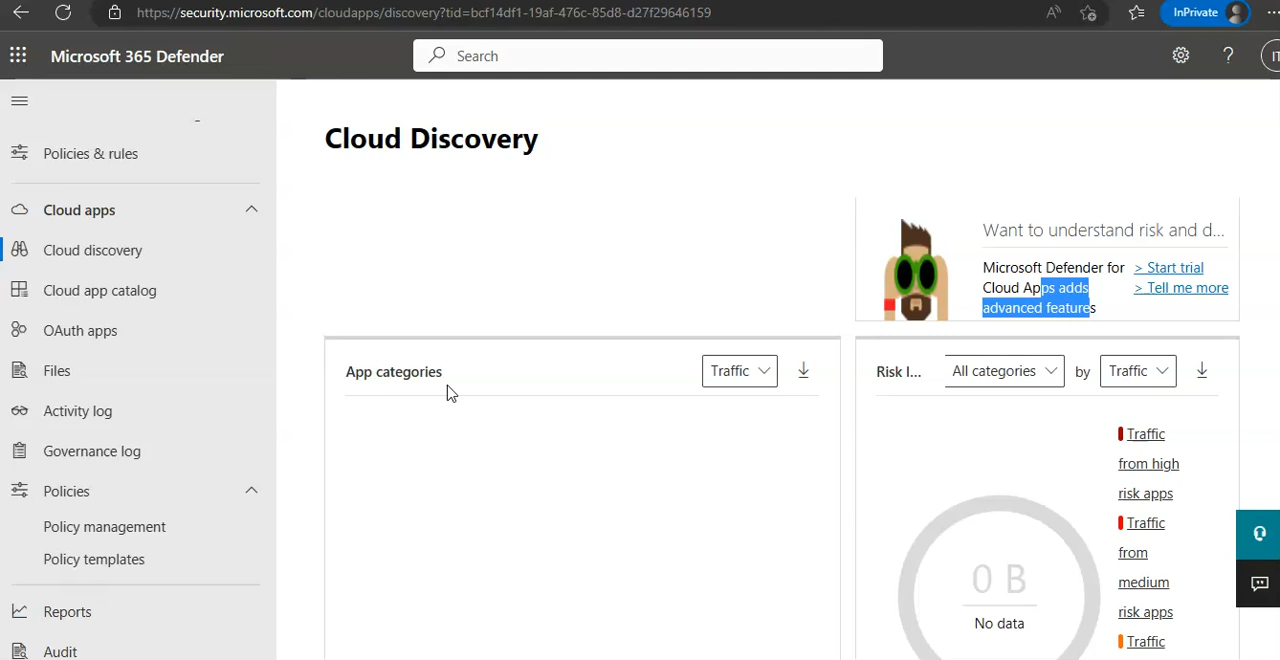 https://security.microsoft.com/cloudapps/discovery?tid=bcf14df1-19af-476c-85d8-d27f29646159
InPrivate
Microsoft 365 Defender
Search
?
Policies & rules
Cloud apps
Cloud discovery
Cloud app catalog
OAuth apps
Files
Activity log
Governance log
Policies
Policy management
Policy templates
Reports
Audit
Cloud Discovery
Want to understand risk and d...
Microsoft Defender for
Cloud Apps adds
advanced features
> Start trial
> Tell me more
App categories
Traffic
Risk l...
All categories
by
Traffic
0 B
No data
Traffic
from high
risk apps
Traffic
from
medium
risk apps
Traffic